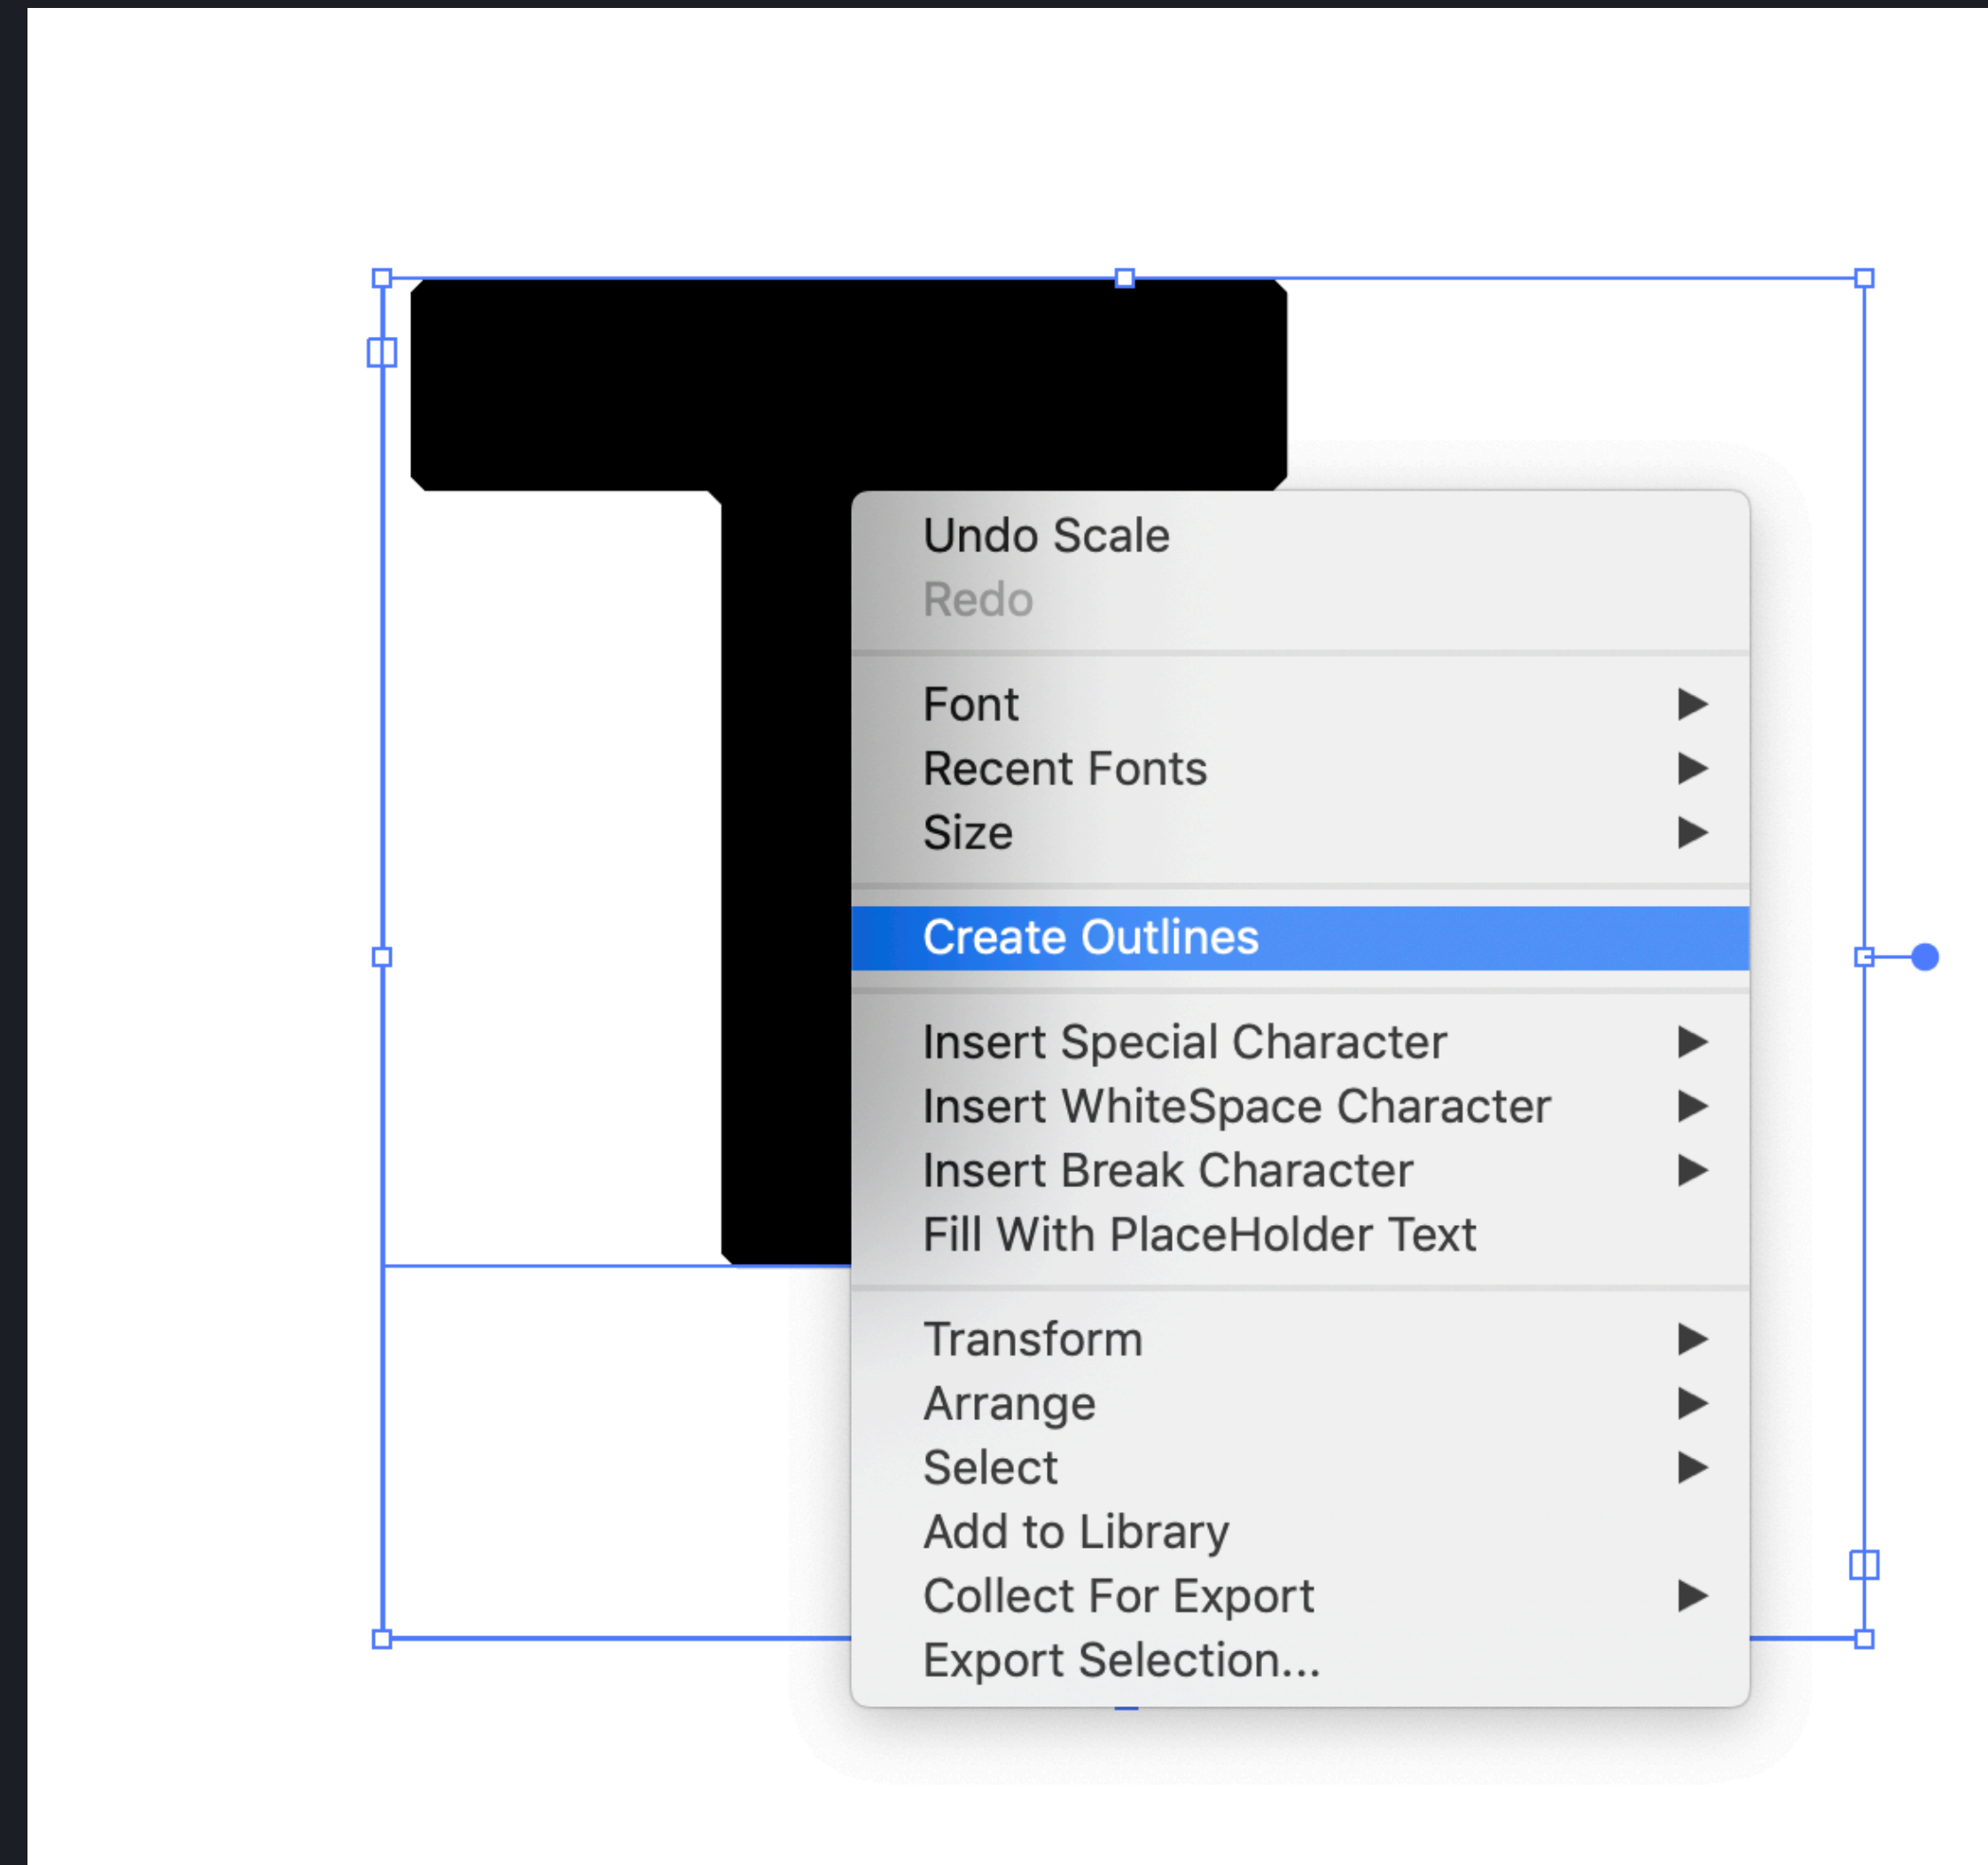 T
Undo Scale
Redo
Font
Recent Fonts
Size
Create Outlines
Insert Special Character
Insert WhiteSpace Character
Insert Break Character
Fill With PlaceHolder Text
Transform
Arrange
Select
Add to Library
Collect For Export
Export Selection...